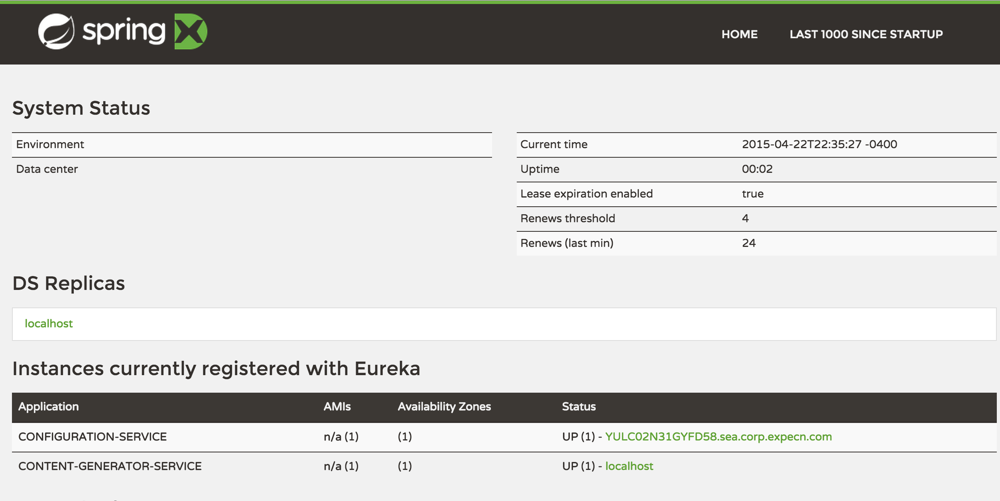 spring
HOME LAST 1000 SINCE STARTUP
System Status
Environment
Data center
Current time 2015-04-22T22:35:27 -0400
Uptime 00:02
Lease expiration enabled true
Renews threshold 4
Renews (last min) 24
DS Replicas
localhost
Instances currently registered with Eureka
Application AMIs Availability Zones Status
CONFIGURATION-SERVICE n/a (1) (1) UP (1) - YULC02N31GYFD58.sea.corp.expecn.com
CONTENT-GENERATOR-SERVICE n/a (1) (1) UP (1) - localhost